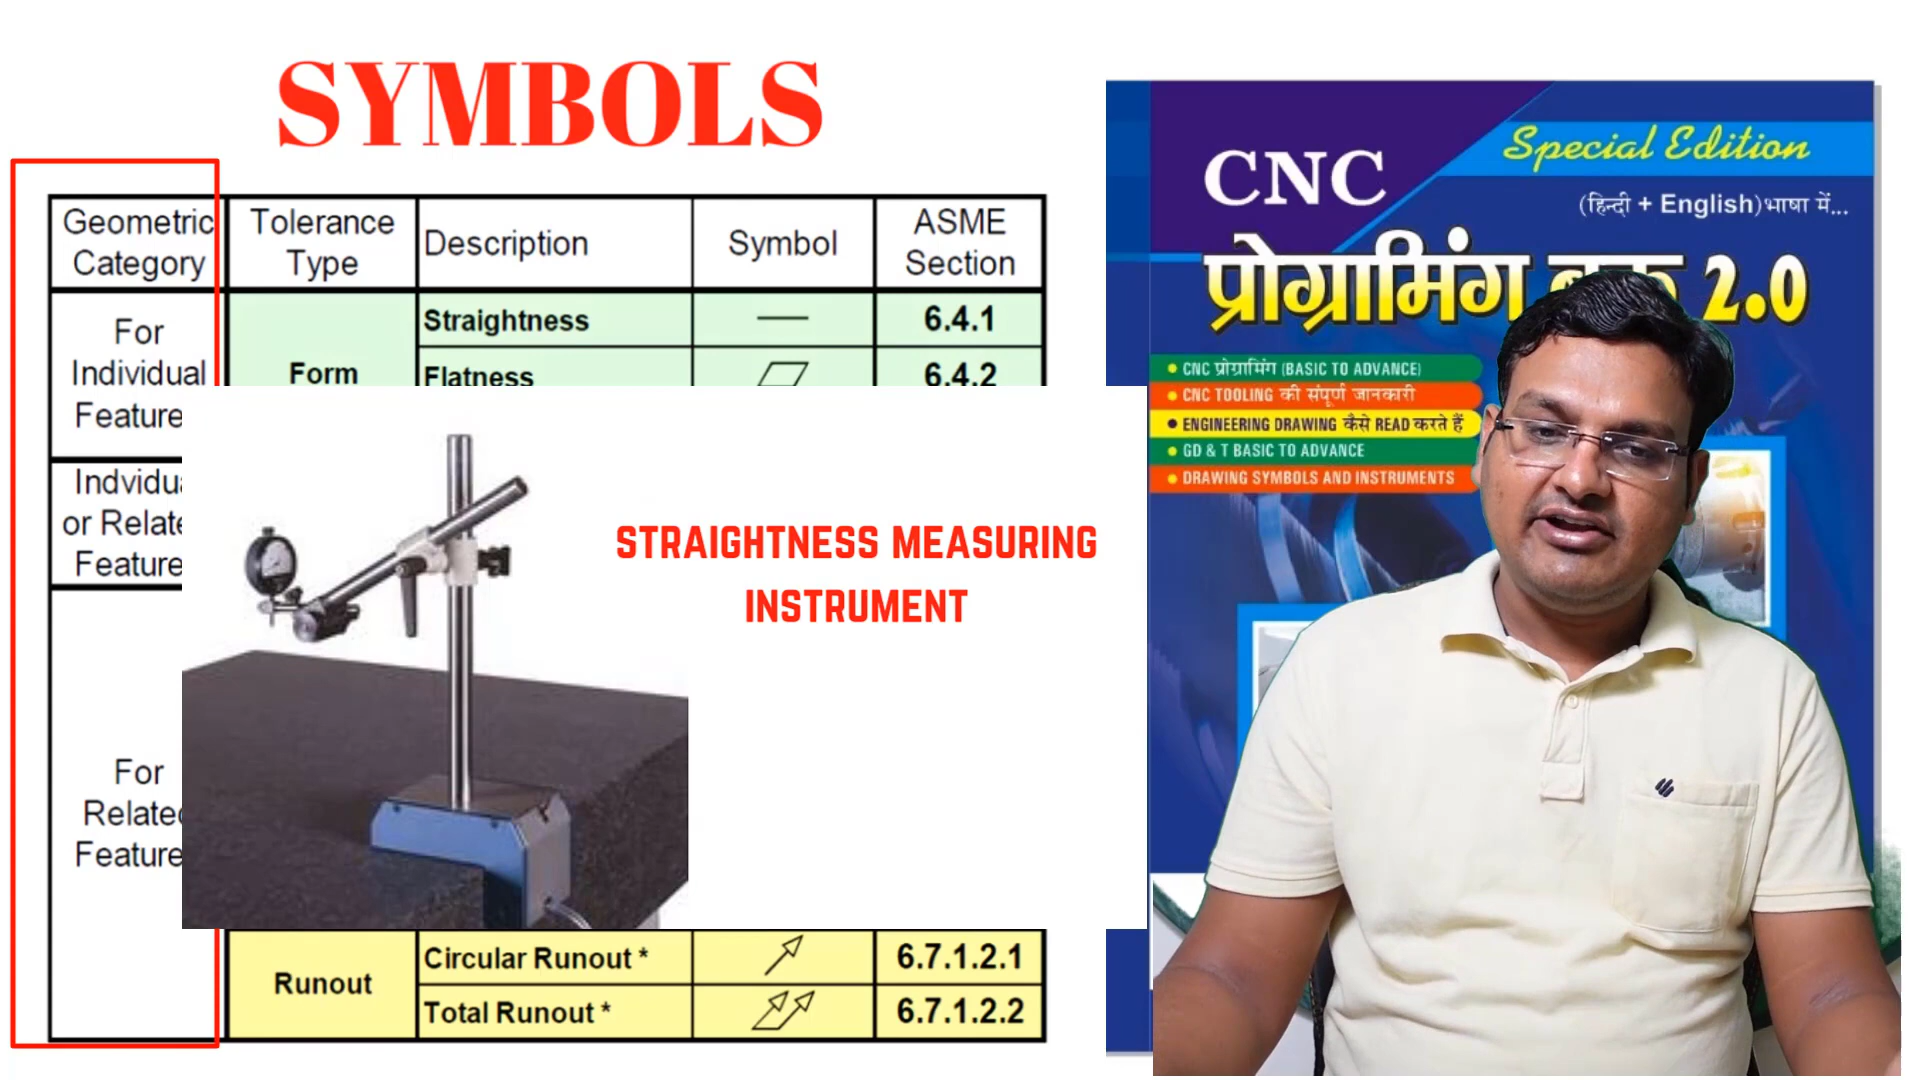 SYMBOLS
Geometric
Category
Tolerance
Type
Description
Symbol
ASME
Section
For
Individual
Feature
Form
Straightness
6.4.1
Flatness
6.4.2
or
Feature
For
Feature
STRAIGHTNESS MEASURING
INSTRUMENT
Runout
Circular Runout *
6.7.1.2.1
Total Runout *
6.7.1.2.2
Special Edition
CNC
(हिन्दी + English)भाषा में...
प्रोग्रामिंग 2.0
• CNC प्रोग्रामिंग (BASIC TO ADVANCE)
• CNC TOOLING की संपूर्ण जानकारी
• ENGINEERING DRAWING कैसे READ करते हैं
• GD & T BASIC TO ADVANCE
• DRAWING SYMBOLS AND INSTRUMENTS